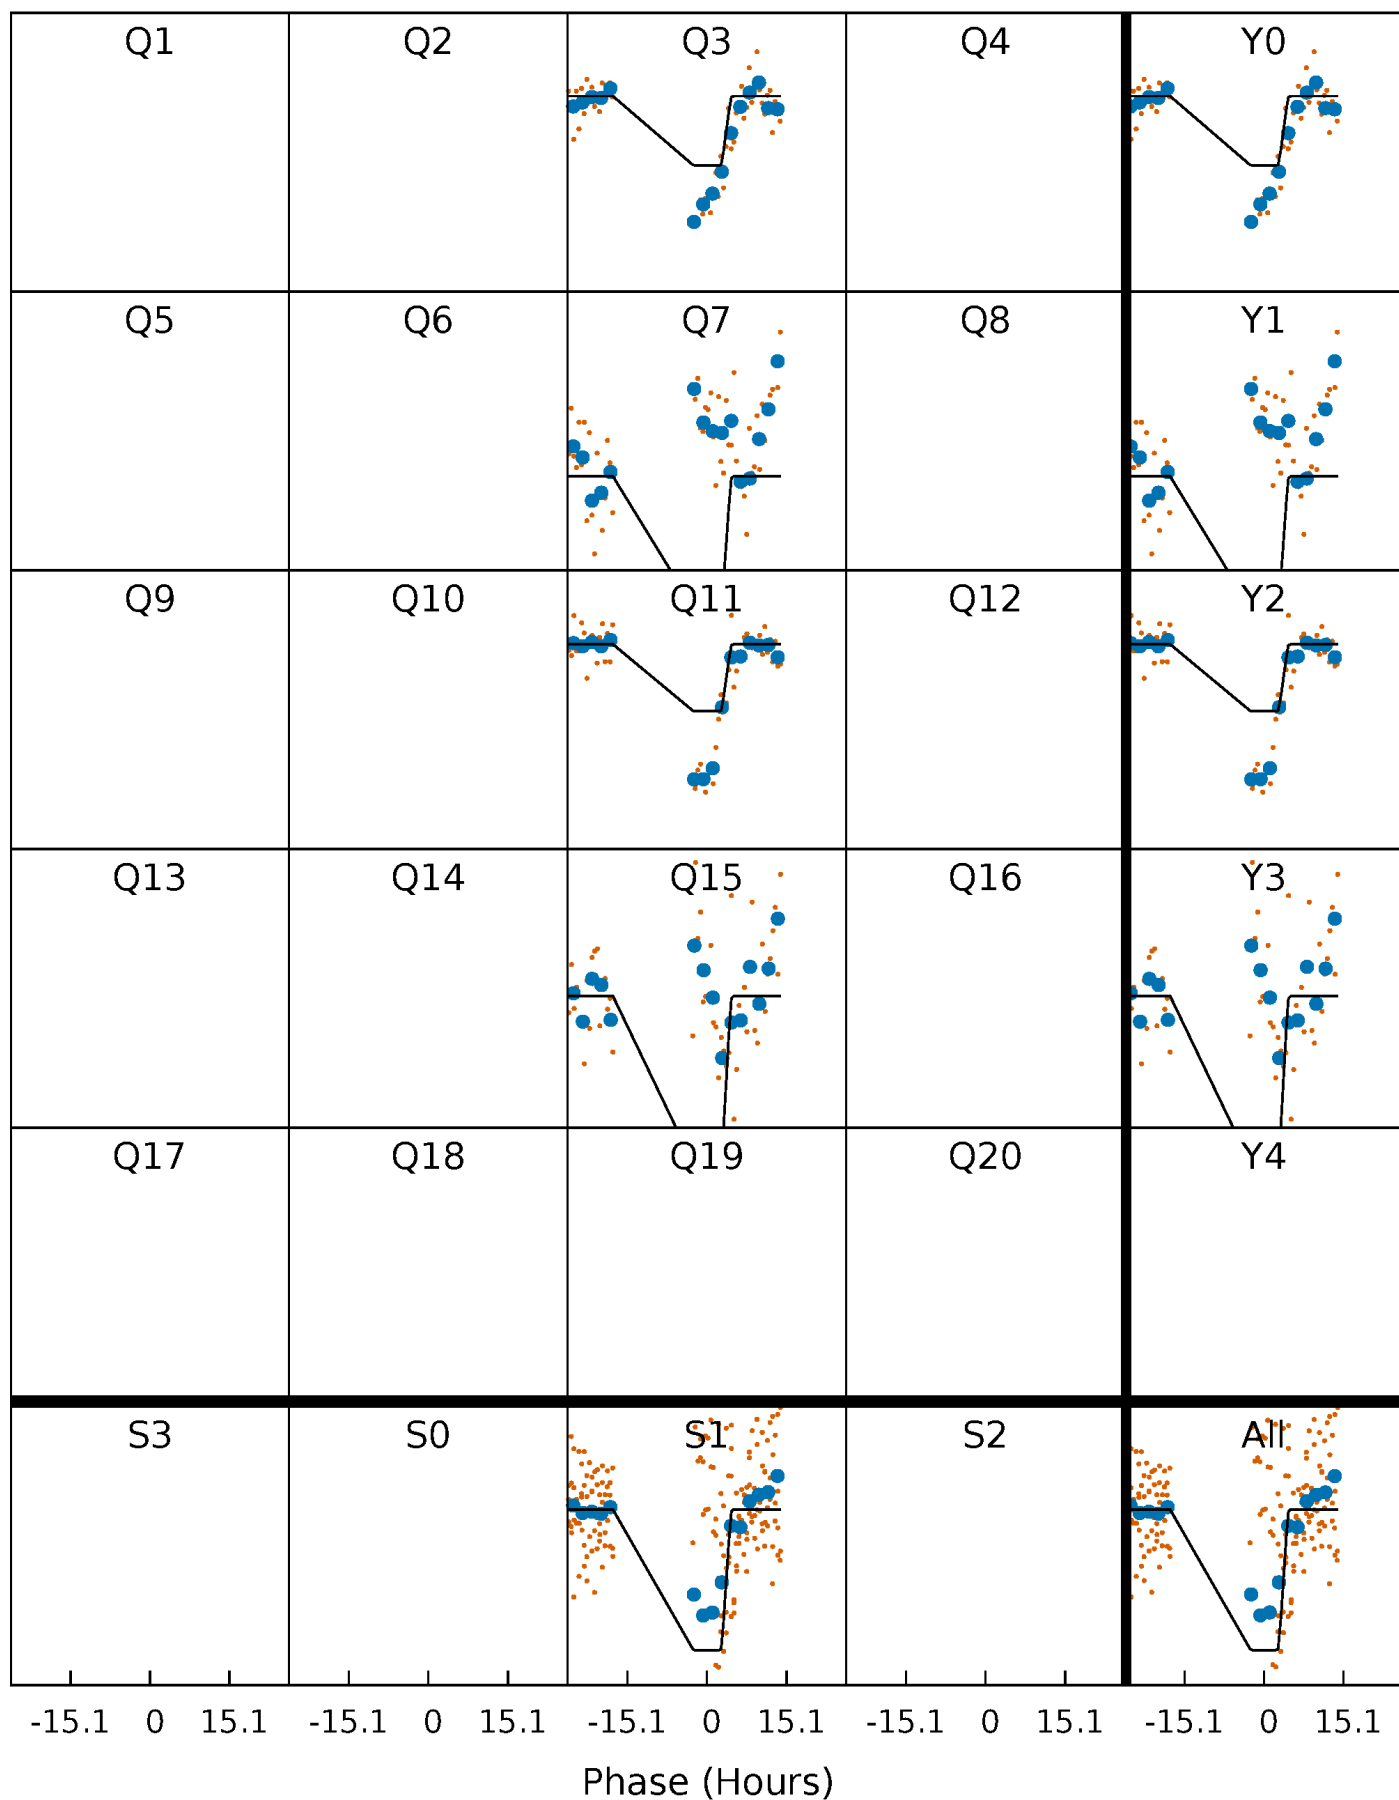 Q1 Q2 Q3 Q4 Y0
Q5 Q6 Q7 Q8 Y1
Q9 Q10 Q11 Q12 Y2
Q13 Q14 Q15 Q16 Y3
Q17 Q18 Q19 Q20 Y4
S3 S0 S1 S2 All
-15.1 0 15.1 -15.1 0 15.1 -15.1 0 15.1 -15.1 0 15.1 -15.1 0 15.1
Phase (Hours)